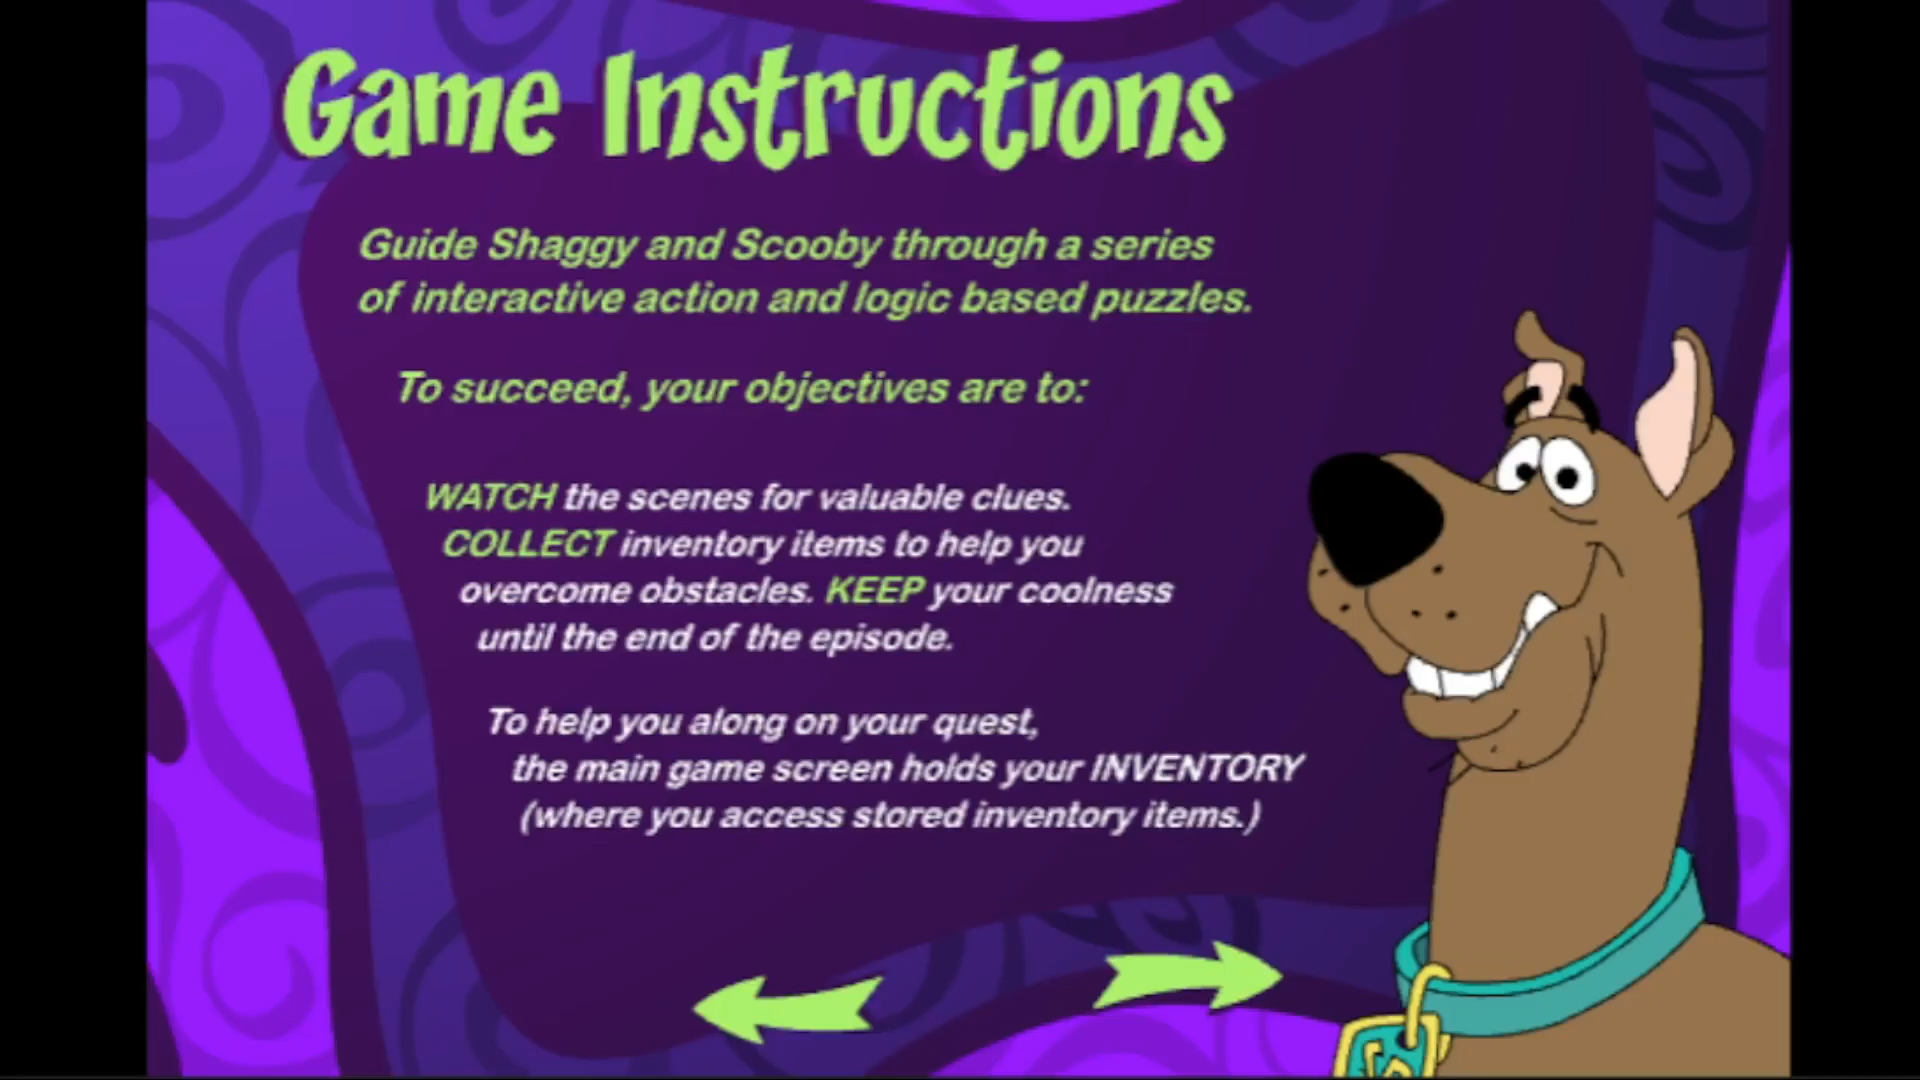 Game Instructions
Guide Shaggy and Scooby through a series
of interactive action and logic based puzzles.
To succeed, your objectives are to:
WATCH the scenes for valuable clues.
COLLECT inventory items to help you
overcome obstacles. KEEP your coolness
until the end of the episode.
To help you along on your quest,
the main game screen holds your INVENTORY
(where you access stored inventory items.)